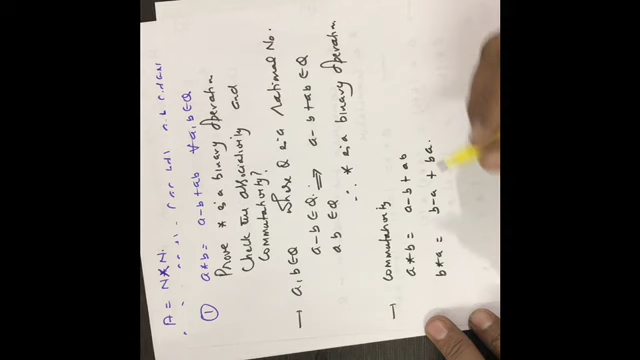 A = N*N.
① a*b = a-b+ab ∀ a,b ∈ Q
Prove * is a binary operation
Check the associativity and
commutativity?
where Q is a rational No.
→ a,b ∈ Q
a-b ∈ Q. ⟹ a-b+ab ∈ Q
ab ∈ Q
∴ * is a binary operation
→ commutativity
a*b = a-b+ab
b*a = b-a+ba.